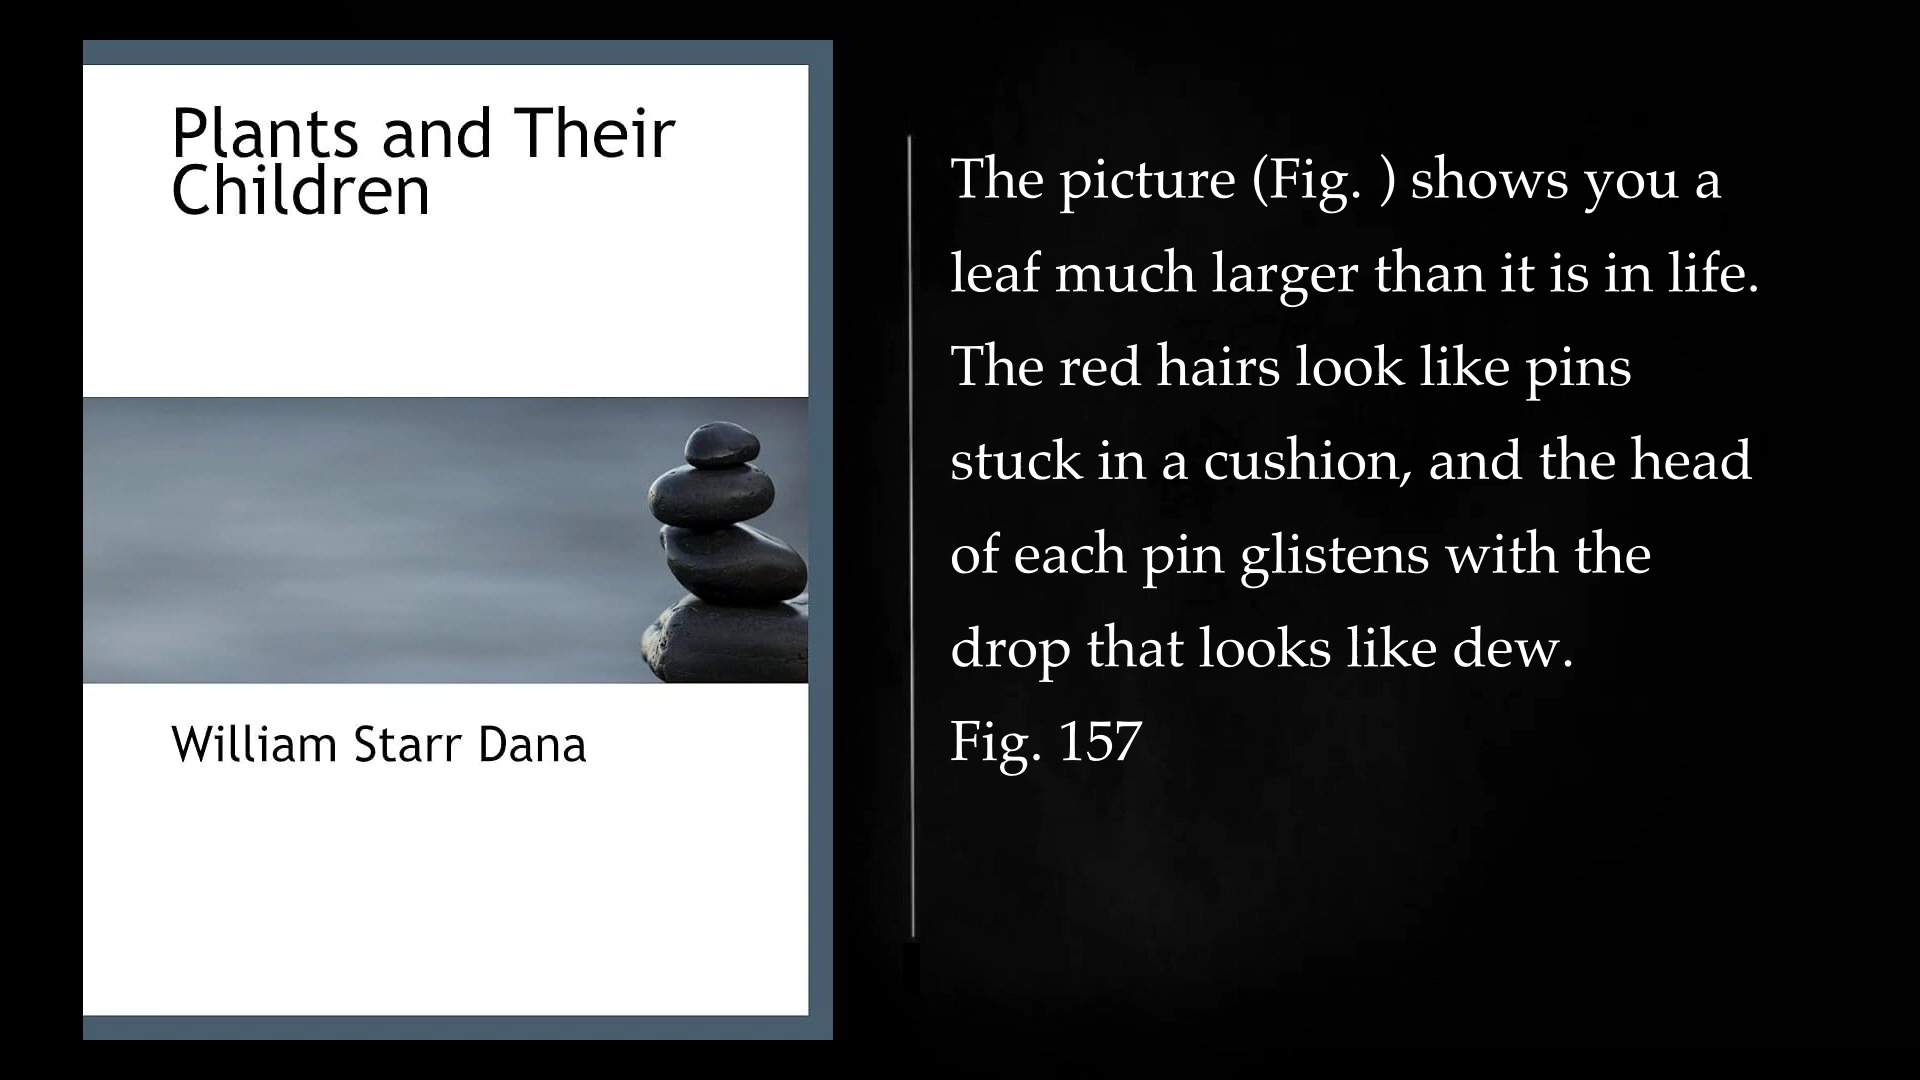 Plants and Their
Children
William Starr Dana
The picture (Fig. ) shows you a
leaf much larger than it is in life.
The red hairs look like pins
stuck in a cushion, and the head
of each pin glistens with the
drop that looks like dew.
Fig. 157